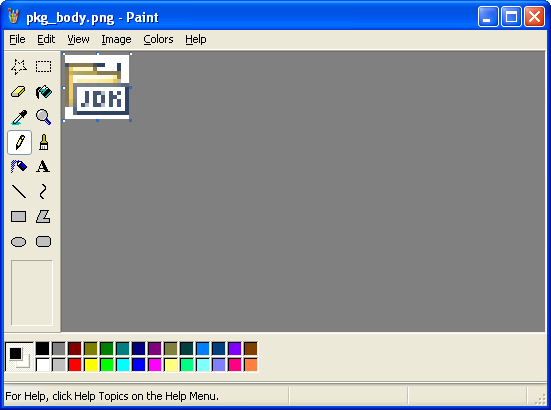 pkg_body.png - Paint
File Edit View Image Colors Help
JDK
A
For Help, click Help Topics on the Help Menu.